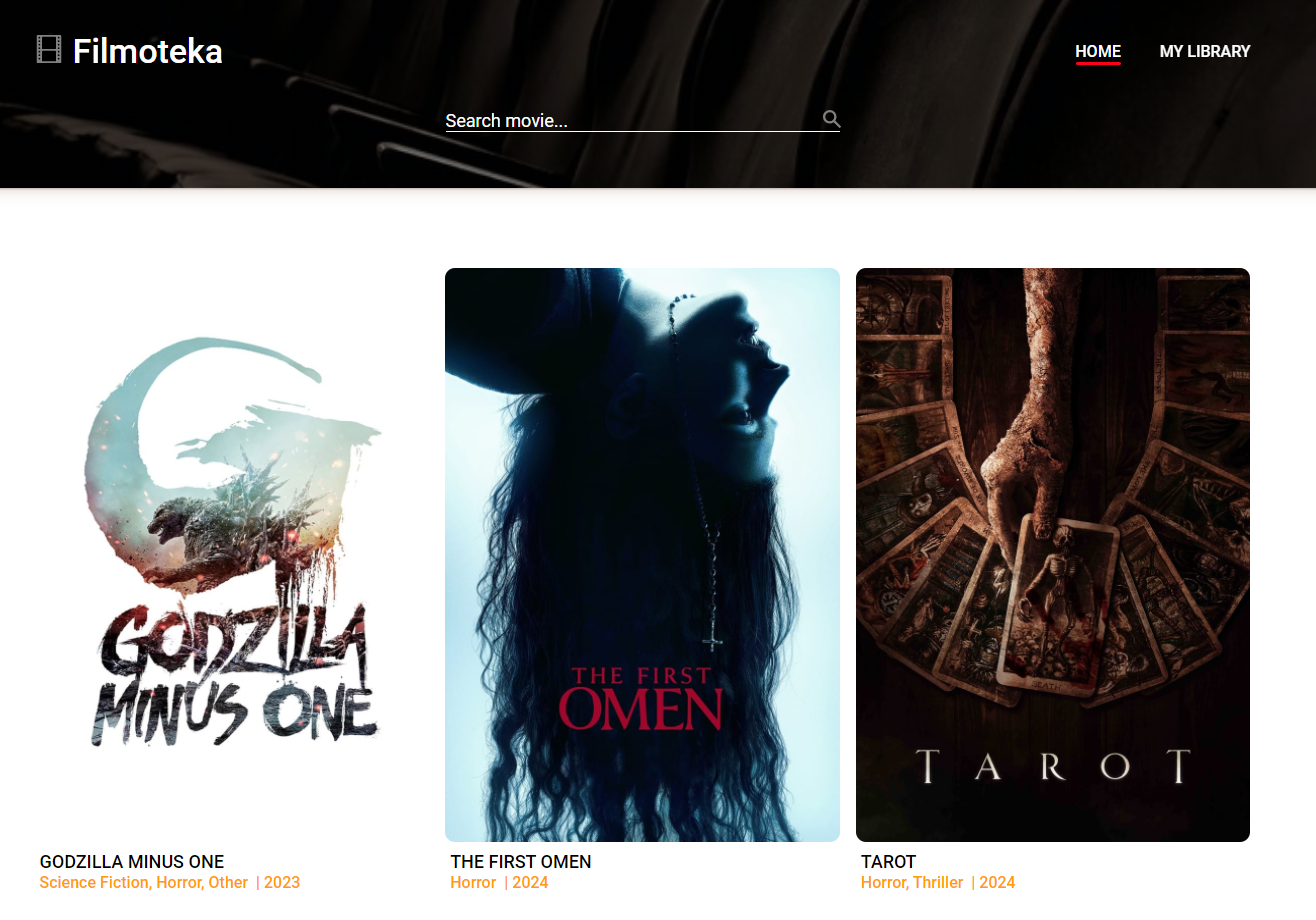 Filmoteka
HOME
MY LIBRARY
Search movie...
GODZILLA
MINUS ONE
THE FIRST
OMEN
DEATH
TAROT
GODZILLA MINUS ONE
Science Fiction, Horror, Other | 2023
THE FIRST OMEN
Horror | 2024
TAROT
Horror, Thriller | 2024